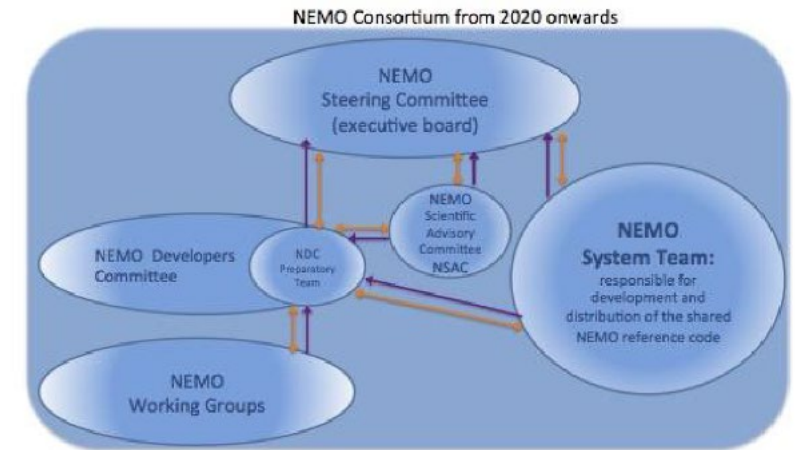 NEMO Consortium from 2020 onwards
NEMO
Steering Committee
(executive board)
NEMO
Scientific
Advisory
Committee
NSAC
NEMO Developers
Committee
NDC
Preparatory
Team
NEMO
System Team:
responsible for
development and
distribution of the shared
NEMO reference code
NEMO
Working Groups